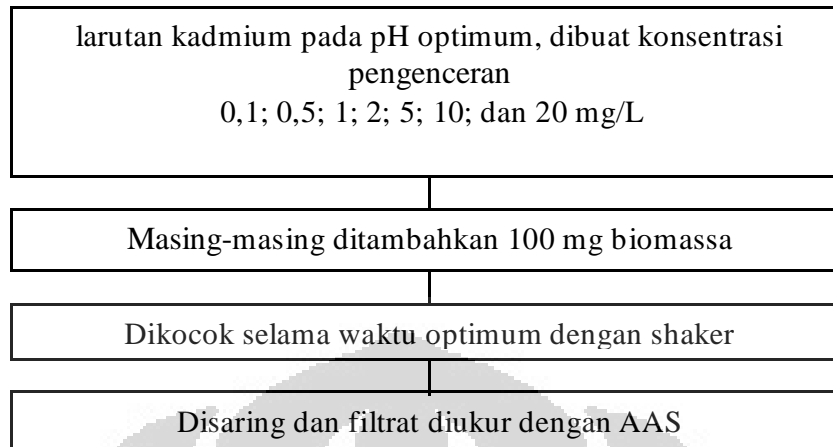 larutan kadmium pada pH optimum, dibuat konsentrasi
pengenceran
0,1; 0,5; 1; 2; 5; 10; dan 20 mg/L
Masing-masing ditambahkan 100 mg biomassa
Dikocok selama waktu optimum dengan shaker
Disaring dan filtrat diukur dengan AAS